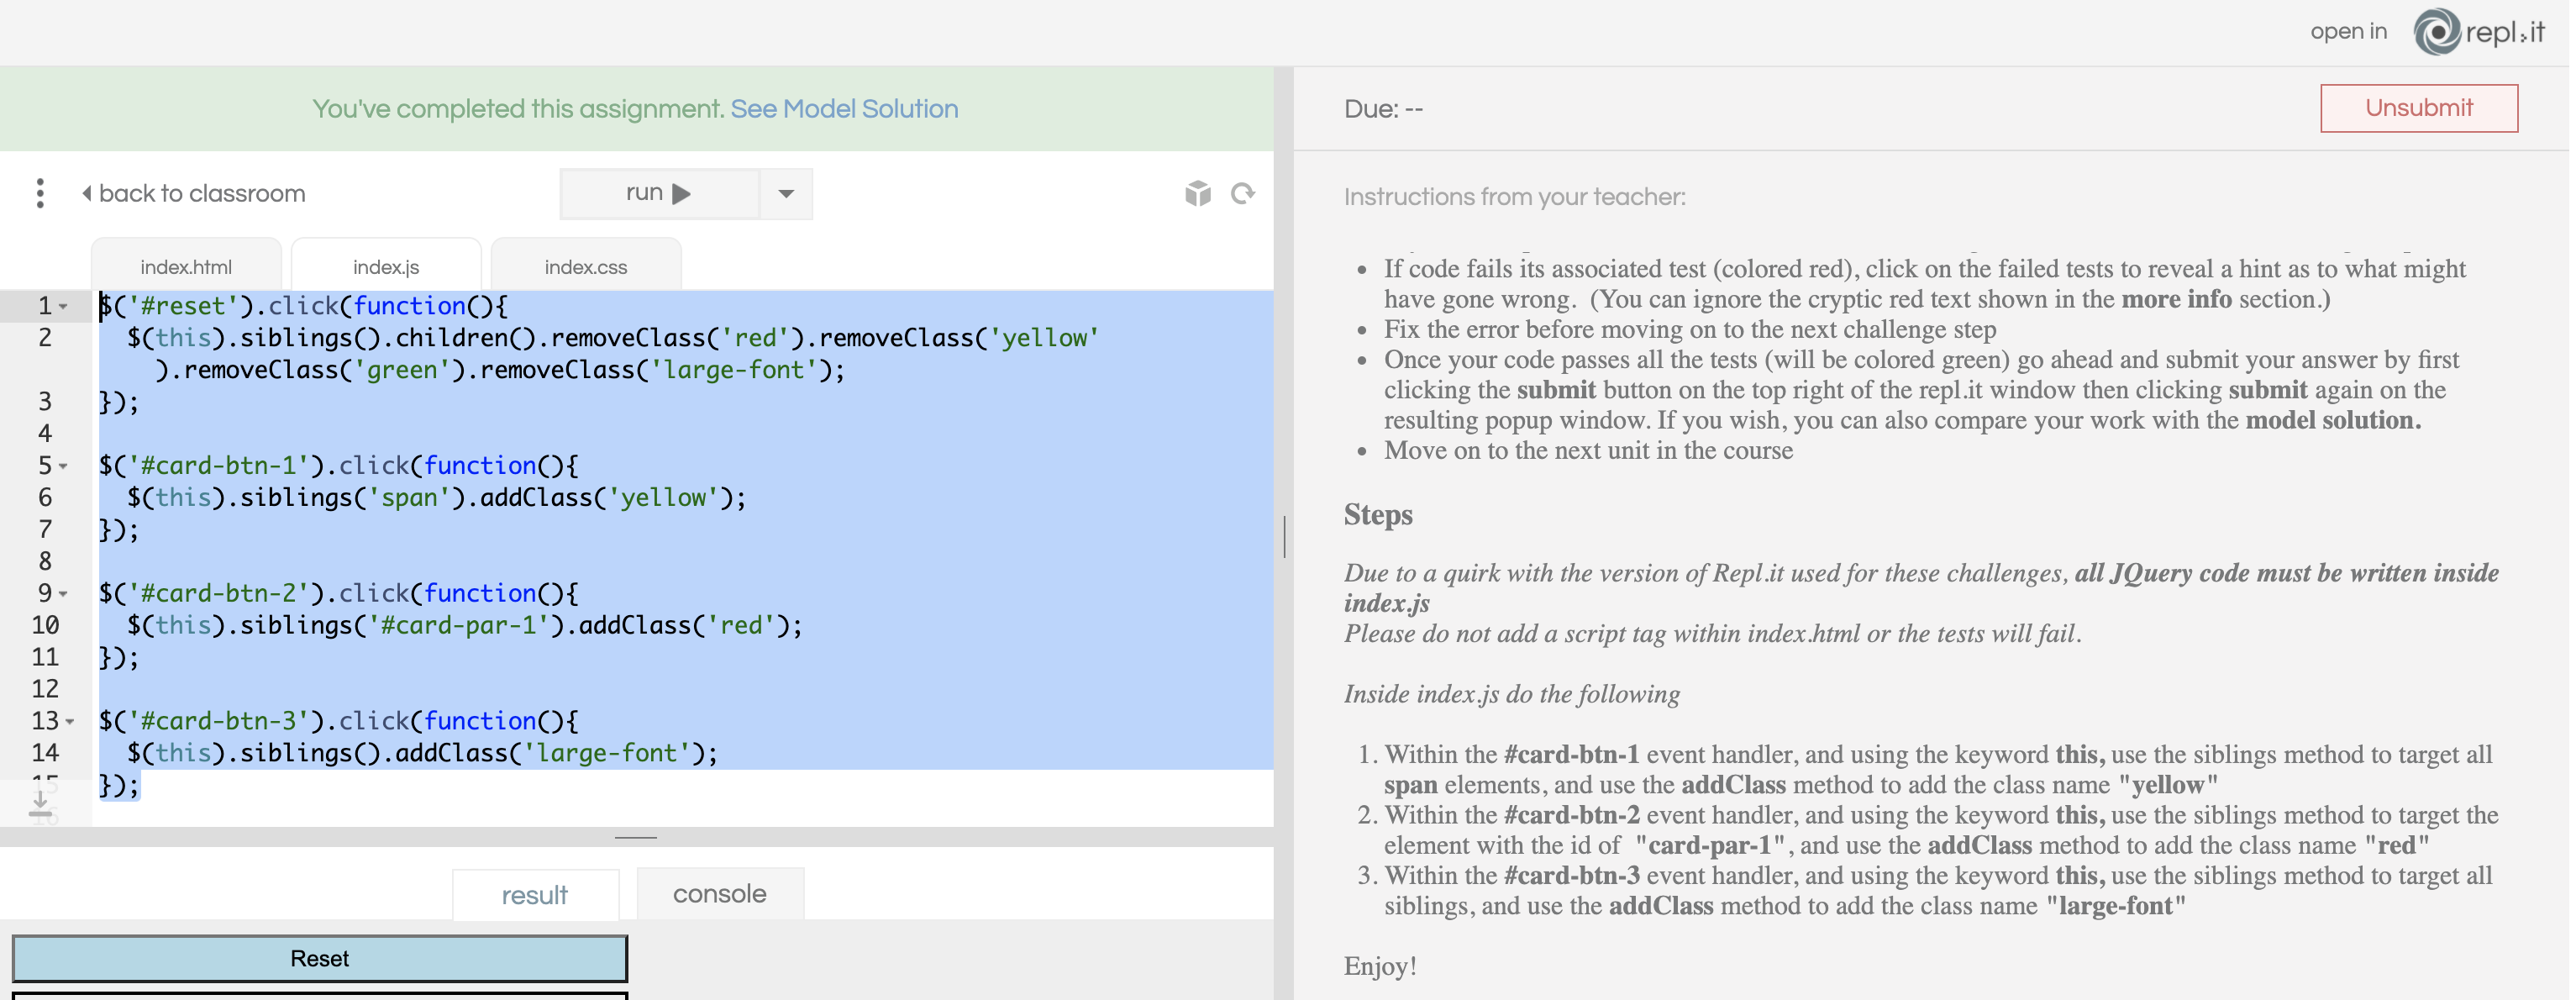 open in repl.it
You've completed this assignment. See Model Solution
back to classroom
run
index.html
index.js
index.css
1 $('#reset').click(function(){
2 $(this).siblings().children().removeClass('red').removeClass('yellow'
).removeClass('green').removeClass('large-font');
3 });
4
5 $('#card-btn-1').click(function(){
6 $(this).siblings('span').addClass('yellow');
7 });
8
9 $('#card-btn-2').click(function(){
10 $(this).siblings('#card-par-1').addClass('red');
11 });
12
13 $('#card-btn-3').click(function(){
14 $(this).siblings().addClass('large-font');
15 });
16
result
console
Reset
Due: --
Unsubmit
Instructions from your teacher:
• If code fails its associated test (colored red), click on the failed tests to reveal a hint as to what might
have gone wrong. (You can ignore the cryptic red text shown in the more info section.)
• Fix the error before moving on to the next challenge step
• Once your code passes all the tests (will be colored green) go ahead and submit your answer by first
clicking the submit button on the top right of the repl.it window then clicking submit again on the
resulting popup window. If you wish, you can also compare your work with the model solution.
• Move on to the next unit in the course
Steps
Due to a quirk with the version of Repl.it used for these challenges, all JQuery code must be written inside
index.js
Please do not add a script tag within index.html or the tests will fail.
Inside index.js do the following
1. Within the #card-btn-1 event handler, and using the keyword this, use the siblings method to target all
span elements, and use the addClass method to add the class name "yellow"
2. Within the #card-btn-2 event handler, and using the keyword this, use the siblings method to target the
element with the id of "card-par-1", and use the addClass method to add the class name "red"
3. Within the #card-btn-3 event handler, and using the keyword this, use the siblings method to target all
siblings, and use the addClass method to add the class name "large-font"
Enjoy!